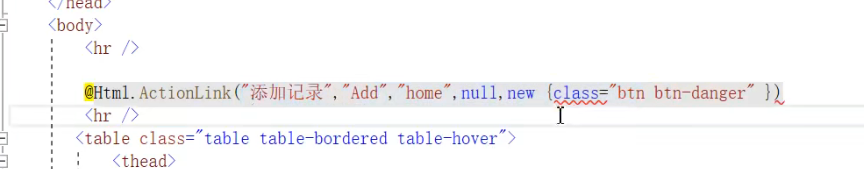 </head>
<body>
<hr />
@Html.ActionLink("添加记录","Add","home",null,new {class="btn btn-danger" })
<hr />
<table class="table table-bordered table-hover">
<thead>